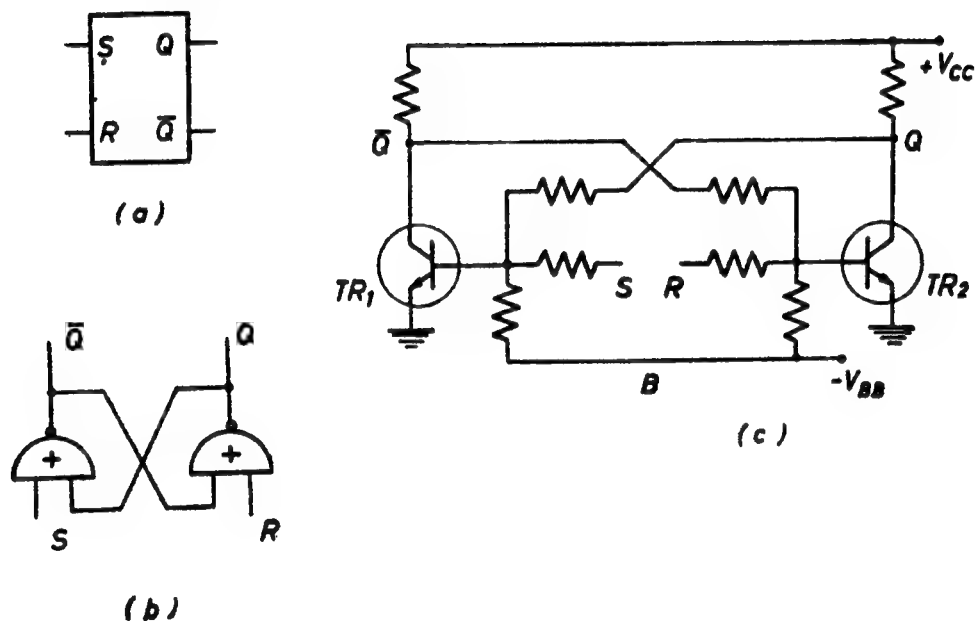 S Q
R Q̅
(a)
Q̅ Q
+ +
S R
(b)
+V_CC
Q̅ Q
TR₁ S R TR₂
B
-V_BB
(c)